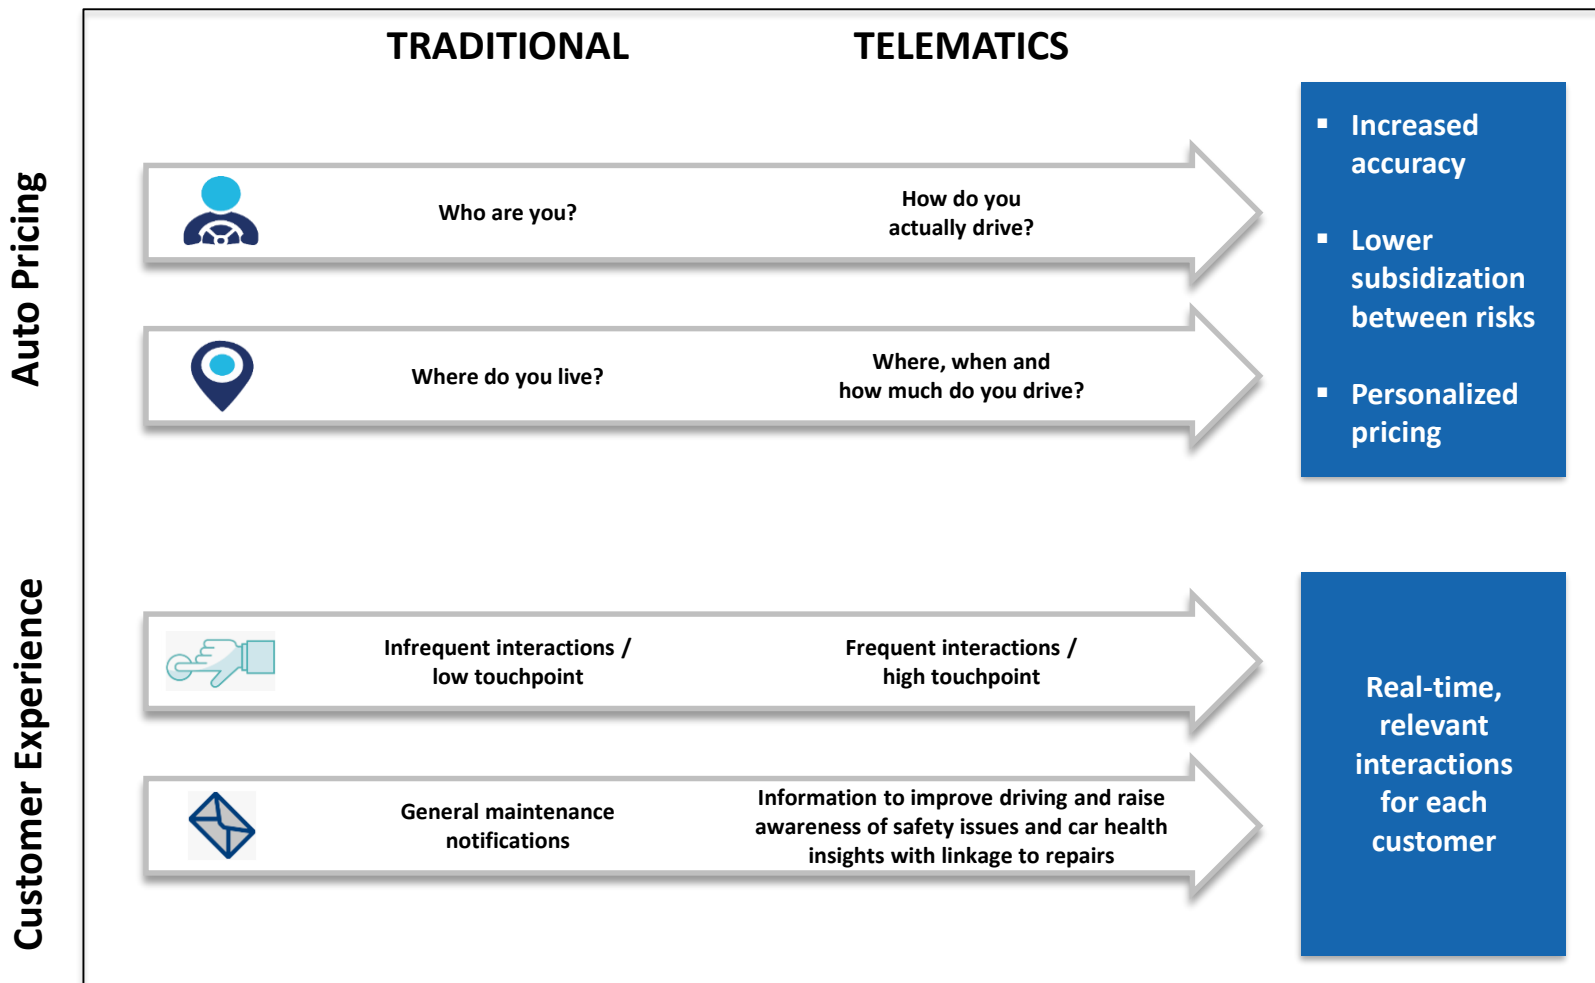 TRADITIONAL
TELEMATICS
Auto Pricing
Who are you?
How do you
actually drive?
Where do you live?
Where, when and
how much do you drive?
▪ Increased
accuracy
▪ Lower
subsidization
between risks
▪ Personalized
pricing
Customer Experience
Infrequent interactions /
low touchpoint
Frequent interactions /
high touchpoint
General maintenance
notifications
Information to improve driving and raise
awareness of safety issues and car health
insights with linkage to repairs
Real-time,
relevant
interactions
for each
customer